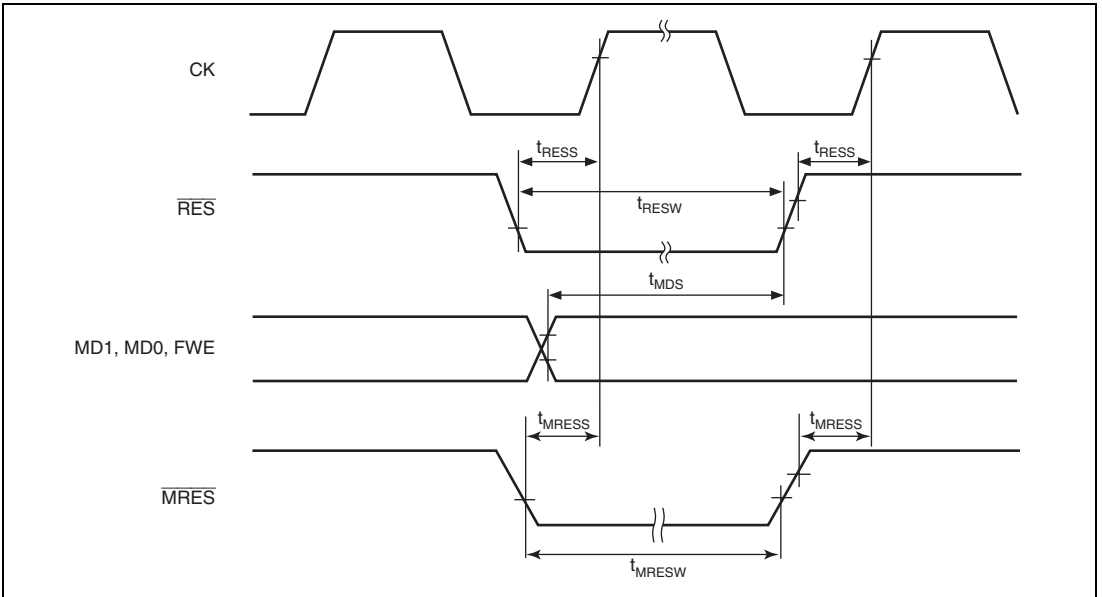 CK
tRESS
tRESS
RES
tRESW
tMDS
MD1, MD0, FWE
tMRESS
tMRESS
MRES
tMRESW